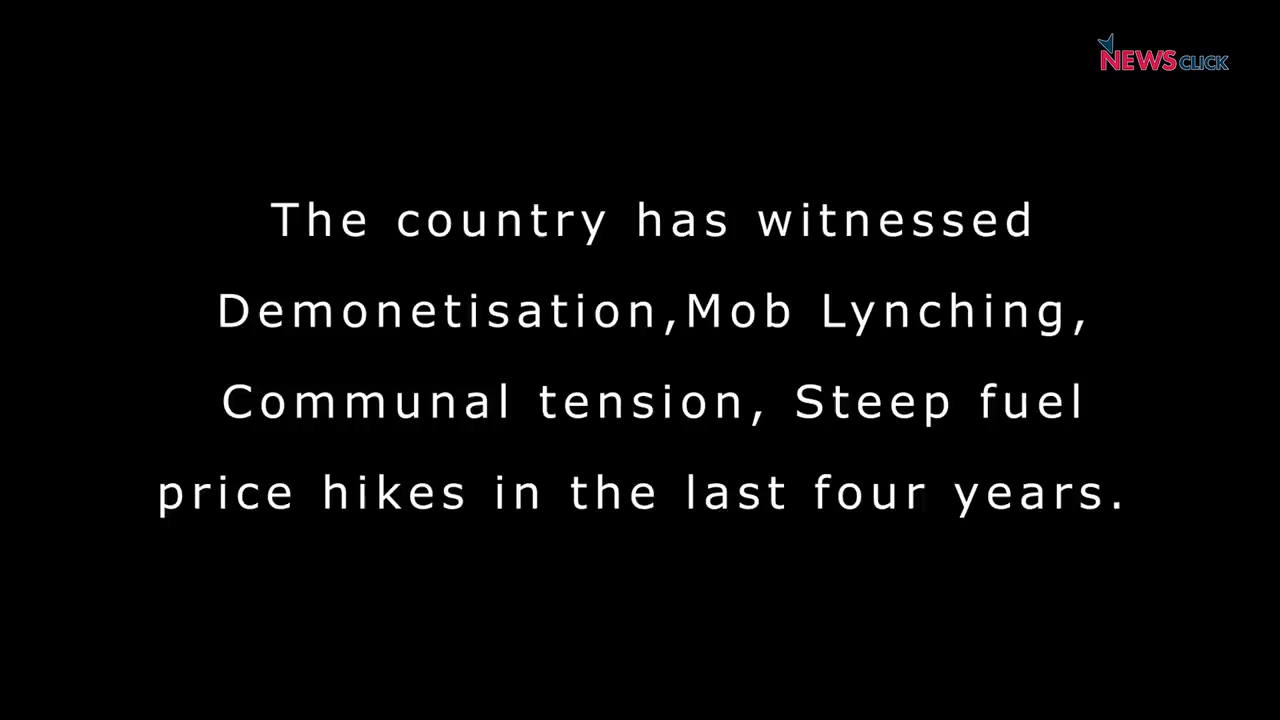 NEWSCLICK
The country has witnessed
Demonetisation,Mob Lynching,
Communal tension, Steep fuel
price hikes in the last four years.